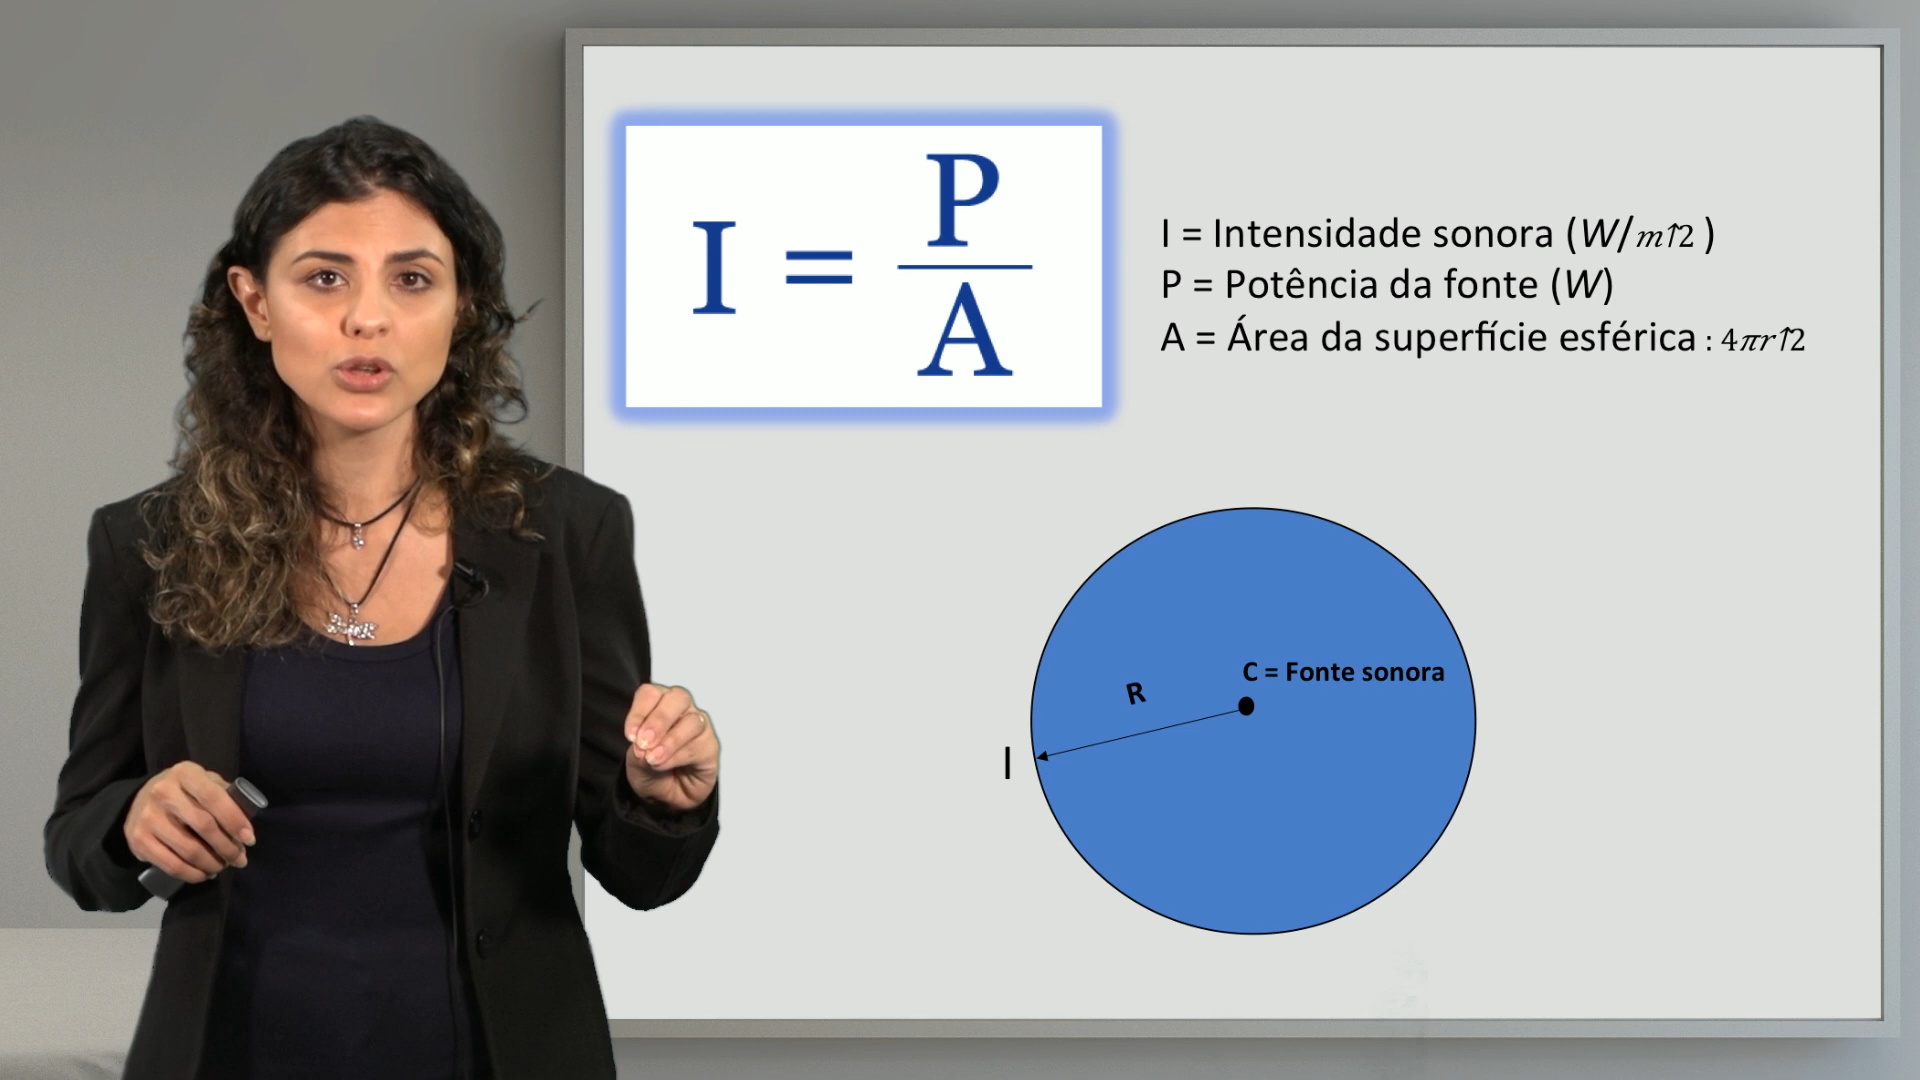 I = P
A
I = Intensidade sonora (W/m↑2 )
P = Potência da fonte (W)
A = Área da superfície esférica : 4πr↑2
C = Fonte sonora
R
I